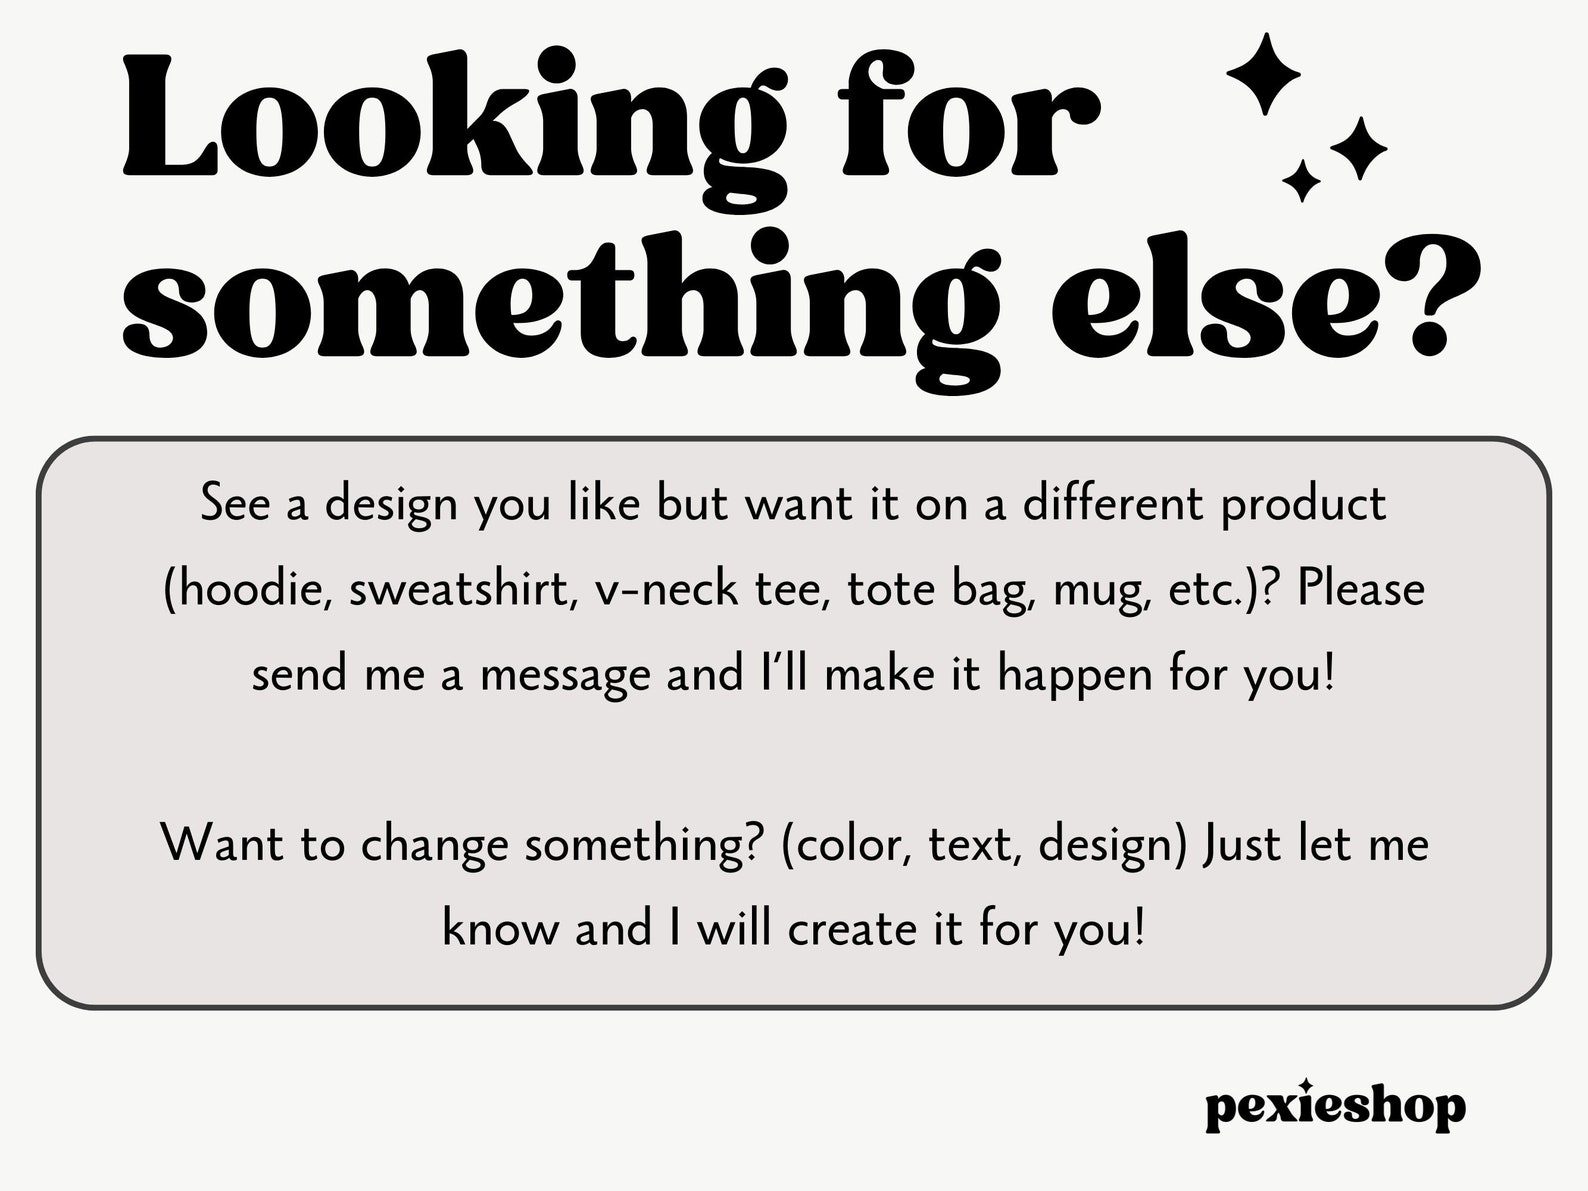 Looking for
something else?
See a design you like but want it on a different product
(hoodie, sweatshirt, v-neck tee, tote bag, mug, etc.)? Please
send me a message and I’ll make it happen for you!
Want to change something? (color, text, design) Just let me
know and I will create it for you!
pexieshop